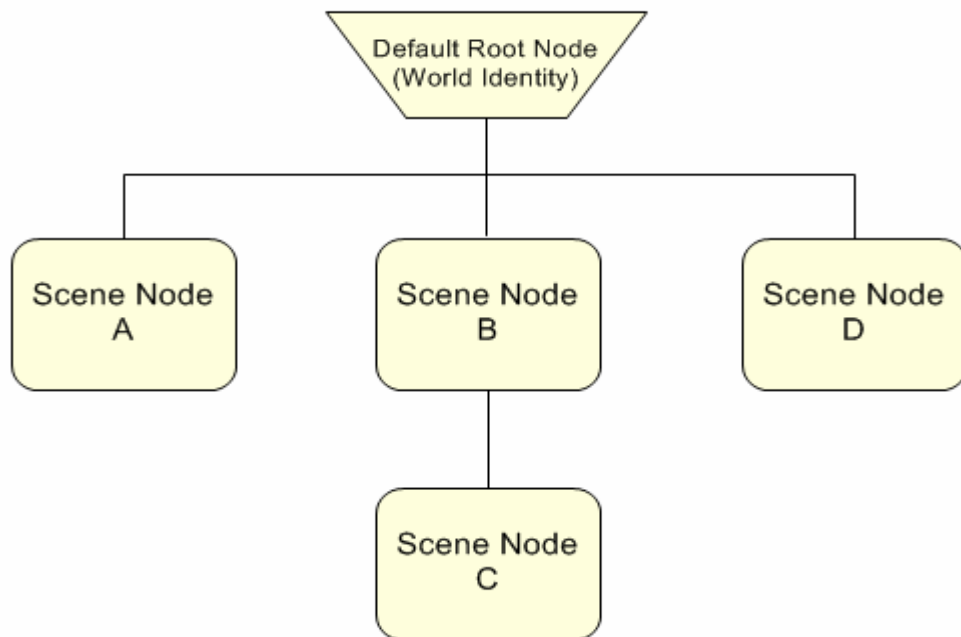 Default Root Node
(World Identity)
Scene Node
A
Scene Node
B
Scene Node
D
Scene Node
C